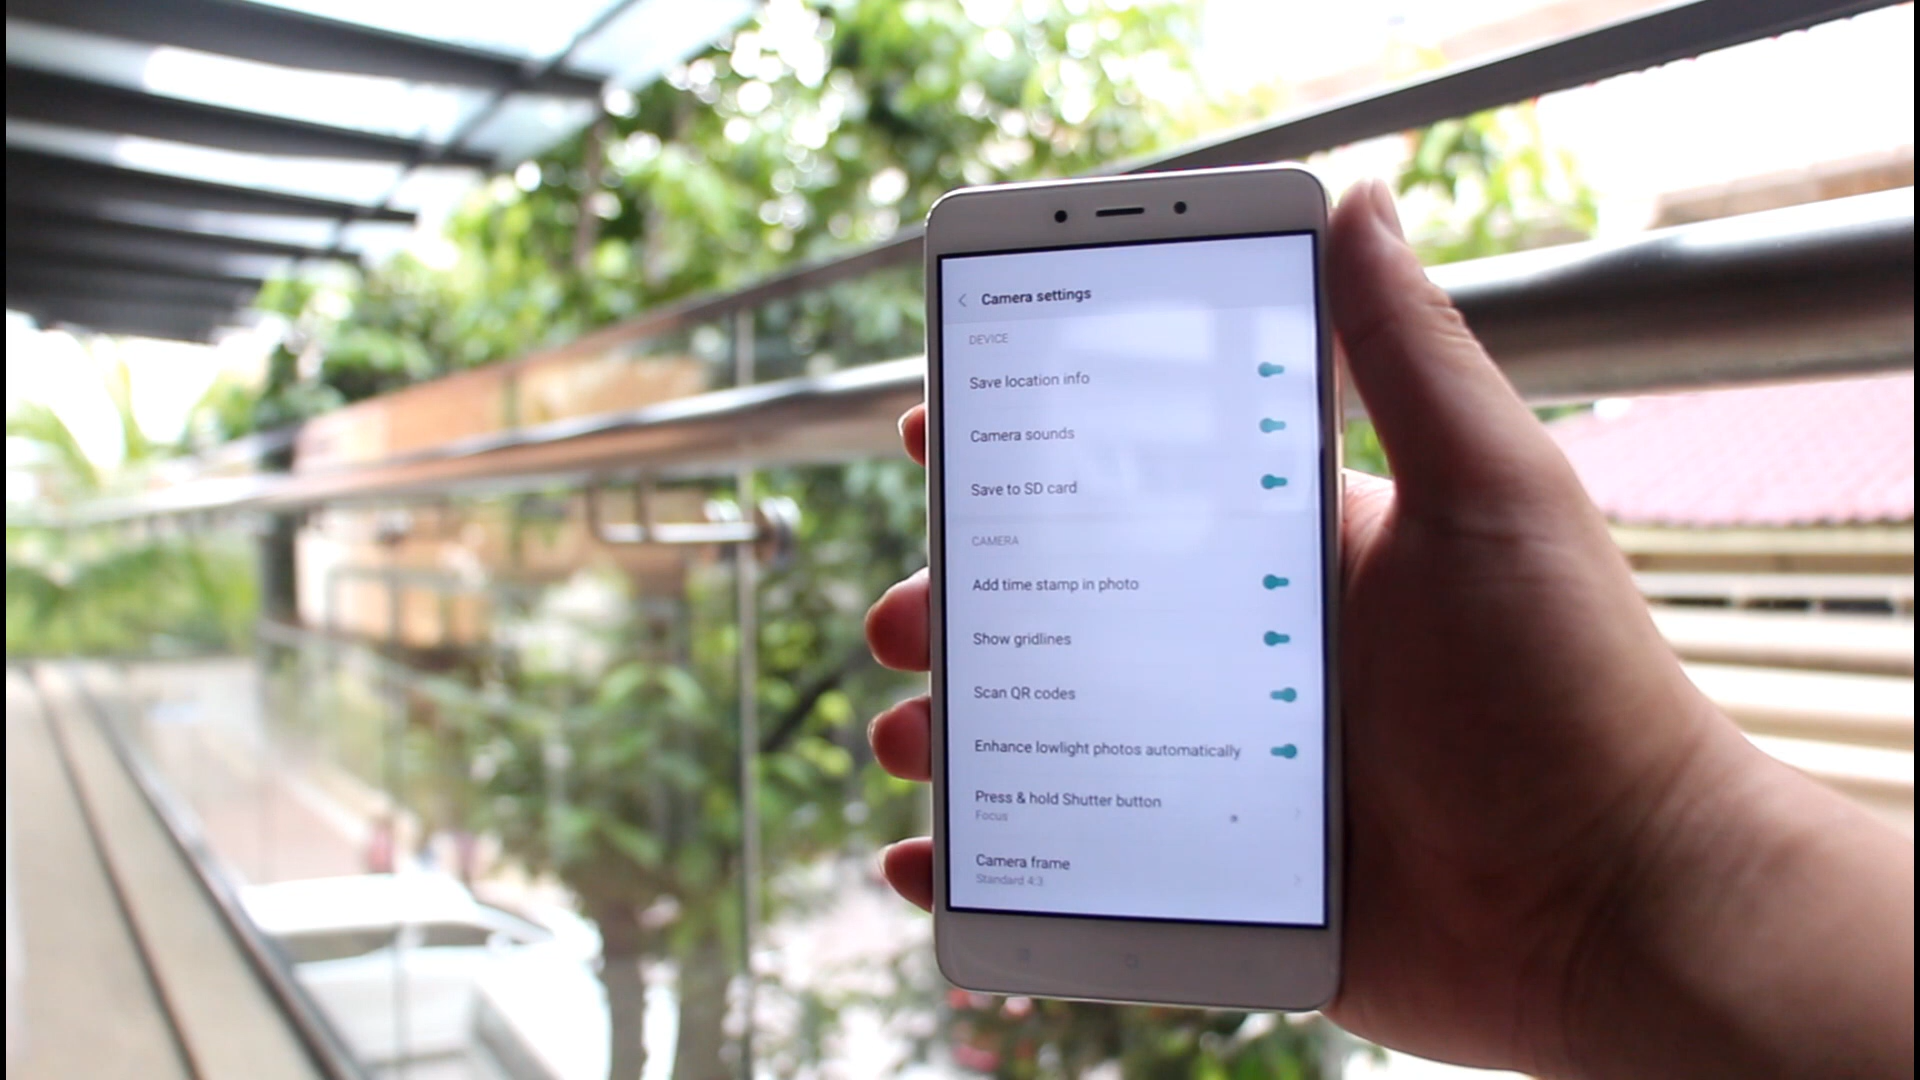 Camera settings
DEVICE
Save location info
Camera sounds
Save to SD card
CAMERA
Add time stamp in photo
Show gridlines
Scan QR codes
Enhance lowlight photos automatically
Press & hold Shutter button
Focus
Camera frame
Standard 4:3